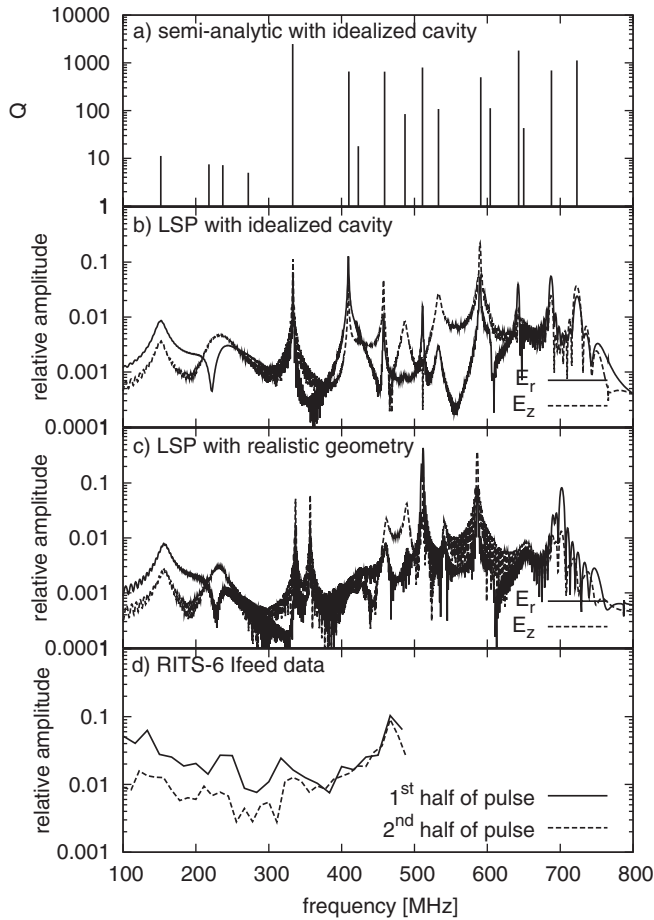 Q
10000
a) semi-analytic with idealized cavity
1000
100
10
1
relative amplitude
b) LSP with idealized cavity
0.1
0.01
0.001
0.0001
E_r
E_z
relative amplitude
c) LSP with realistic geometry
0.1
0.01
0.001
0.0001
E_r
E_z
relative amplitude
d) RITS-6 Ifeed data
0.1
0.01
0.001
1st half of pulse
2nd half of pulse
100 200 300 400 500 600 700 800
frequency [MHz]